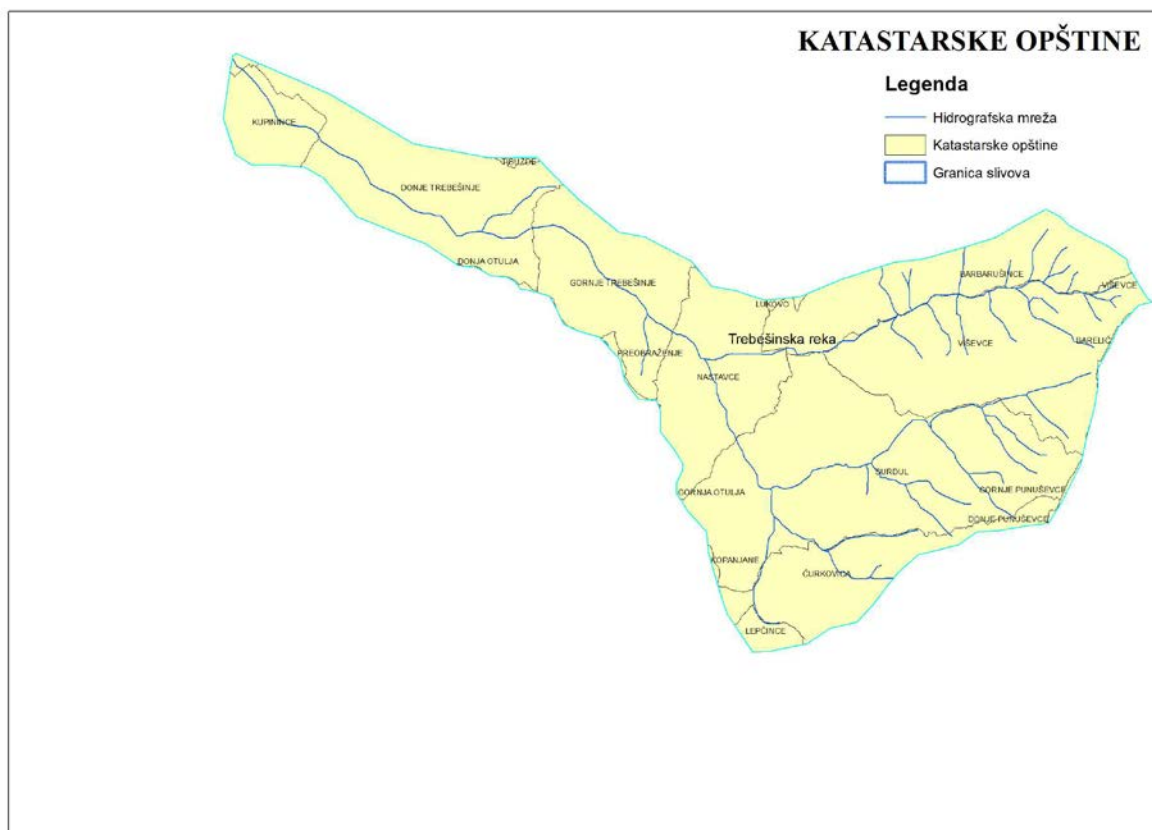 KATASTARSKE OPŠTINE
Legenda
Hidrografska mreža
Katastarske opštine
Granica slivova
KUPININCE
TIBUŽDE
DONJE TREBEŠINJE
DONJA OTULJA
GORNJE TREBEŠINJE
BARBARUŠINCE
VIŠEVCE
LUKOVO
Trebešinska reka
VIŠEVCE
BARELIĆ
PREOBRAŽENJE
NASTAVCE
SURDUL
GORNJA OTULJA
GORNJE PUNUŠEVCE
DONJE PUNUŠEVCE
KOPANJANE
ČURKOVICA
LEPČINCE